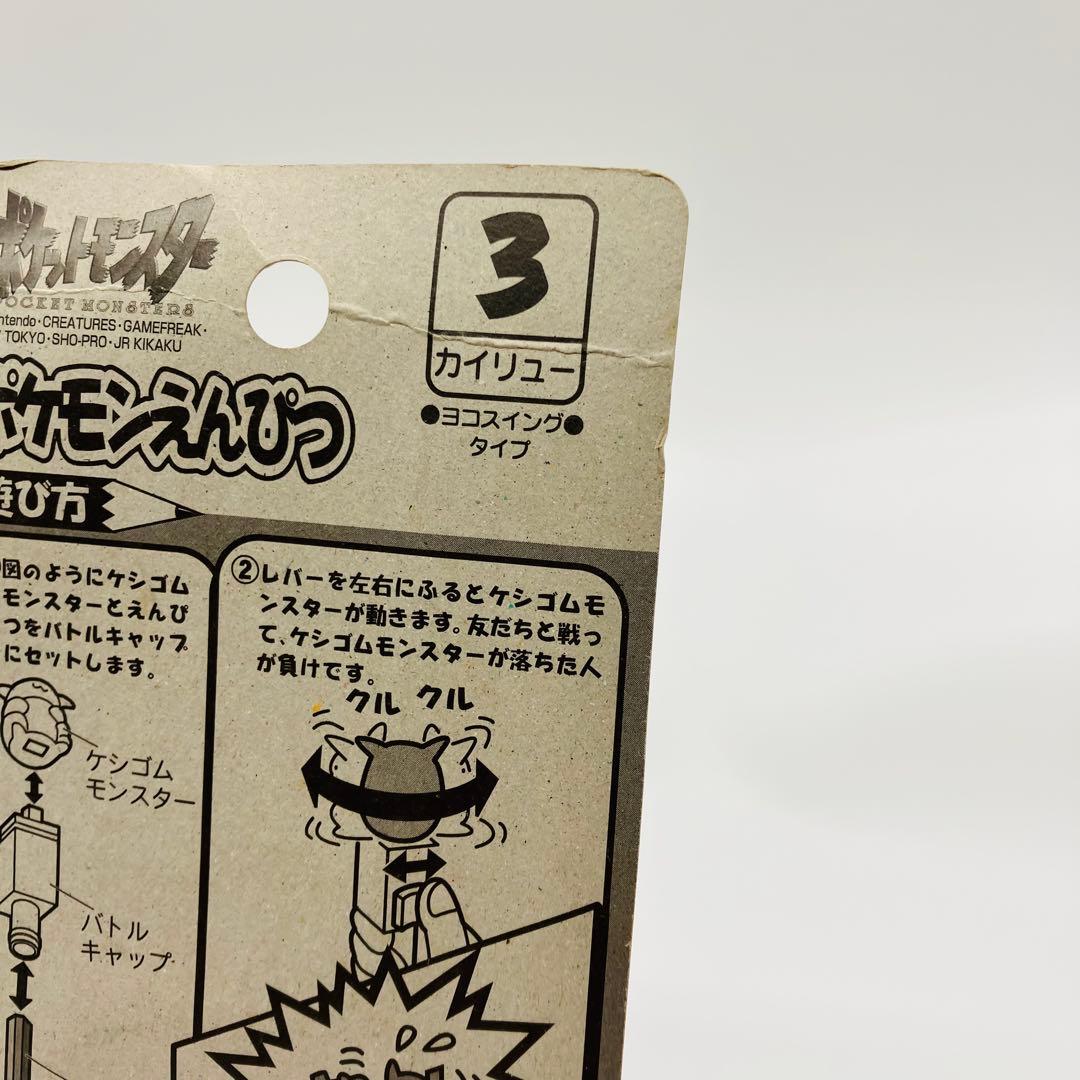 ポケットモンスター
POCKET MONSTERS
ntendo・CREATURES・GAMEFREAK・
TOKYO・SHO-PRO・JR KIKAKU
3
カイリュー
●ヨコスイング●
タイプ
ポケモンえんぴつ
遊び方
図のようにケシゴム
モンスターとえんぴ
つをバトルキャップ
にセットします。
ケシゴム
モンスター
バトル
キャップ
②レバーを左右にふるとケシゴムモ
ンスターが動きます。友だちと戦っ
て、ケシゴムモンスターが落ちた人
が負けです。
クル クル